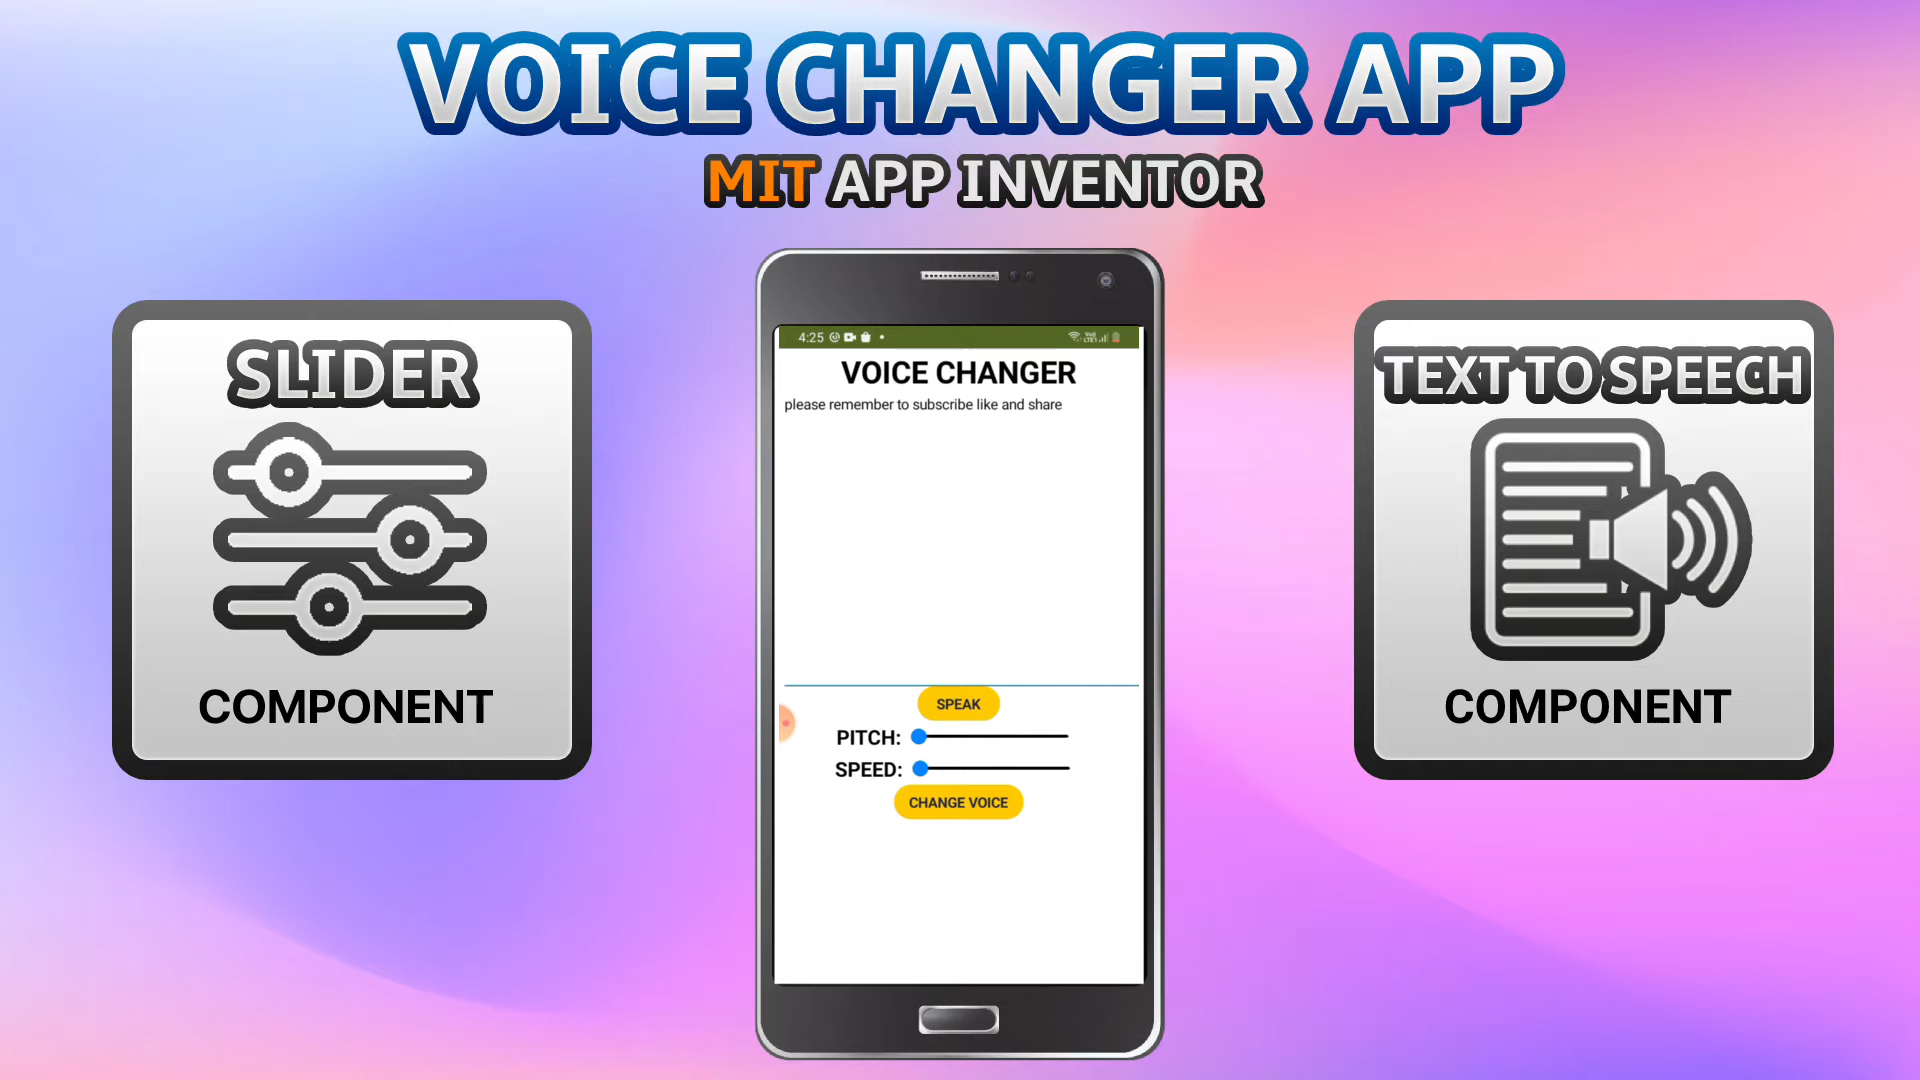 VOICE CHANGER APP
MIT APP INVENTOR
SLIDER
COMPONENT
4:25
VOICE CHANGER
please remember to subscribe like and share
SPEAK
PITCH:
SPEED:
CHANGE VOICE
TEXT TO SPEECH
COMPONENT